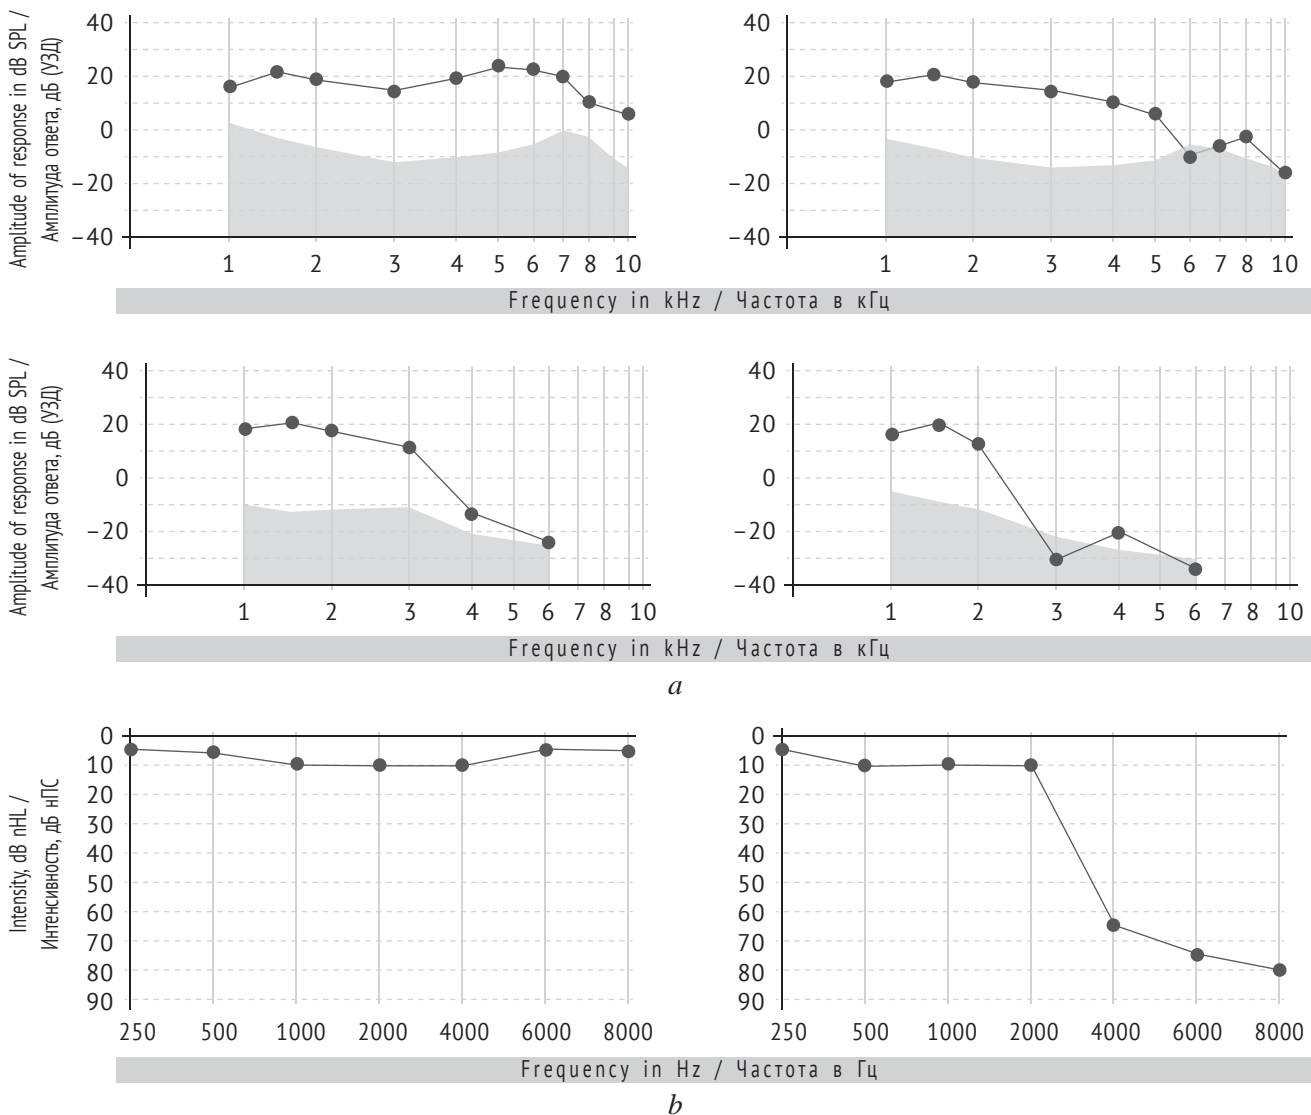 Amplitude of response in dB SPL /
Амплитуда ответа, дБ (УЗД)
40
20
0
–20
–40
1 2 3 4 5 6 7 8 10
40
20
0
–20
–40
1 2 3 4 5 6 7 8 10
Frequency in kHz / Частота в кГц
Amplitude of response in dB SPL /
Амплитуда ответа, дБ (УЗД)
40
20
0
–20
–40
1 2 3 4 5 6 7 8 10
40
20
0
–20
–40
1 2 3 4 5 6 7 8 10
Frequency in kHz / Частота в кГц
a
Intensity, dB nHL /
Интенсивность, дБ нПС
0
10
20
30
40
50
60
70
80
90
250 500 1000 2000 4000 6000 8000
0
10
20
30
40
50
60
70
80
90
250 500 1000 2000 4000 6000 8000
Frequency in Hz / Частота в Гц
b